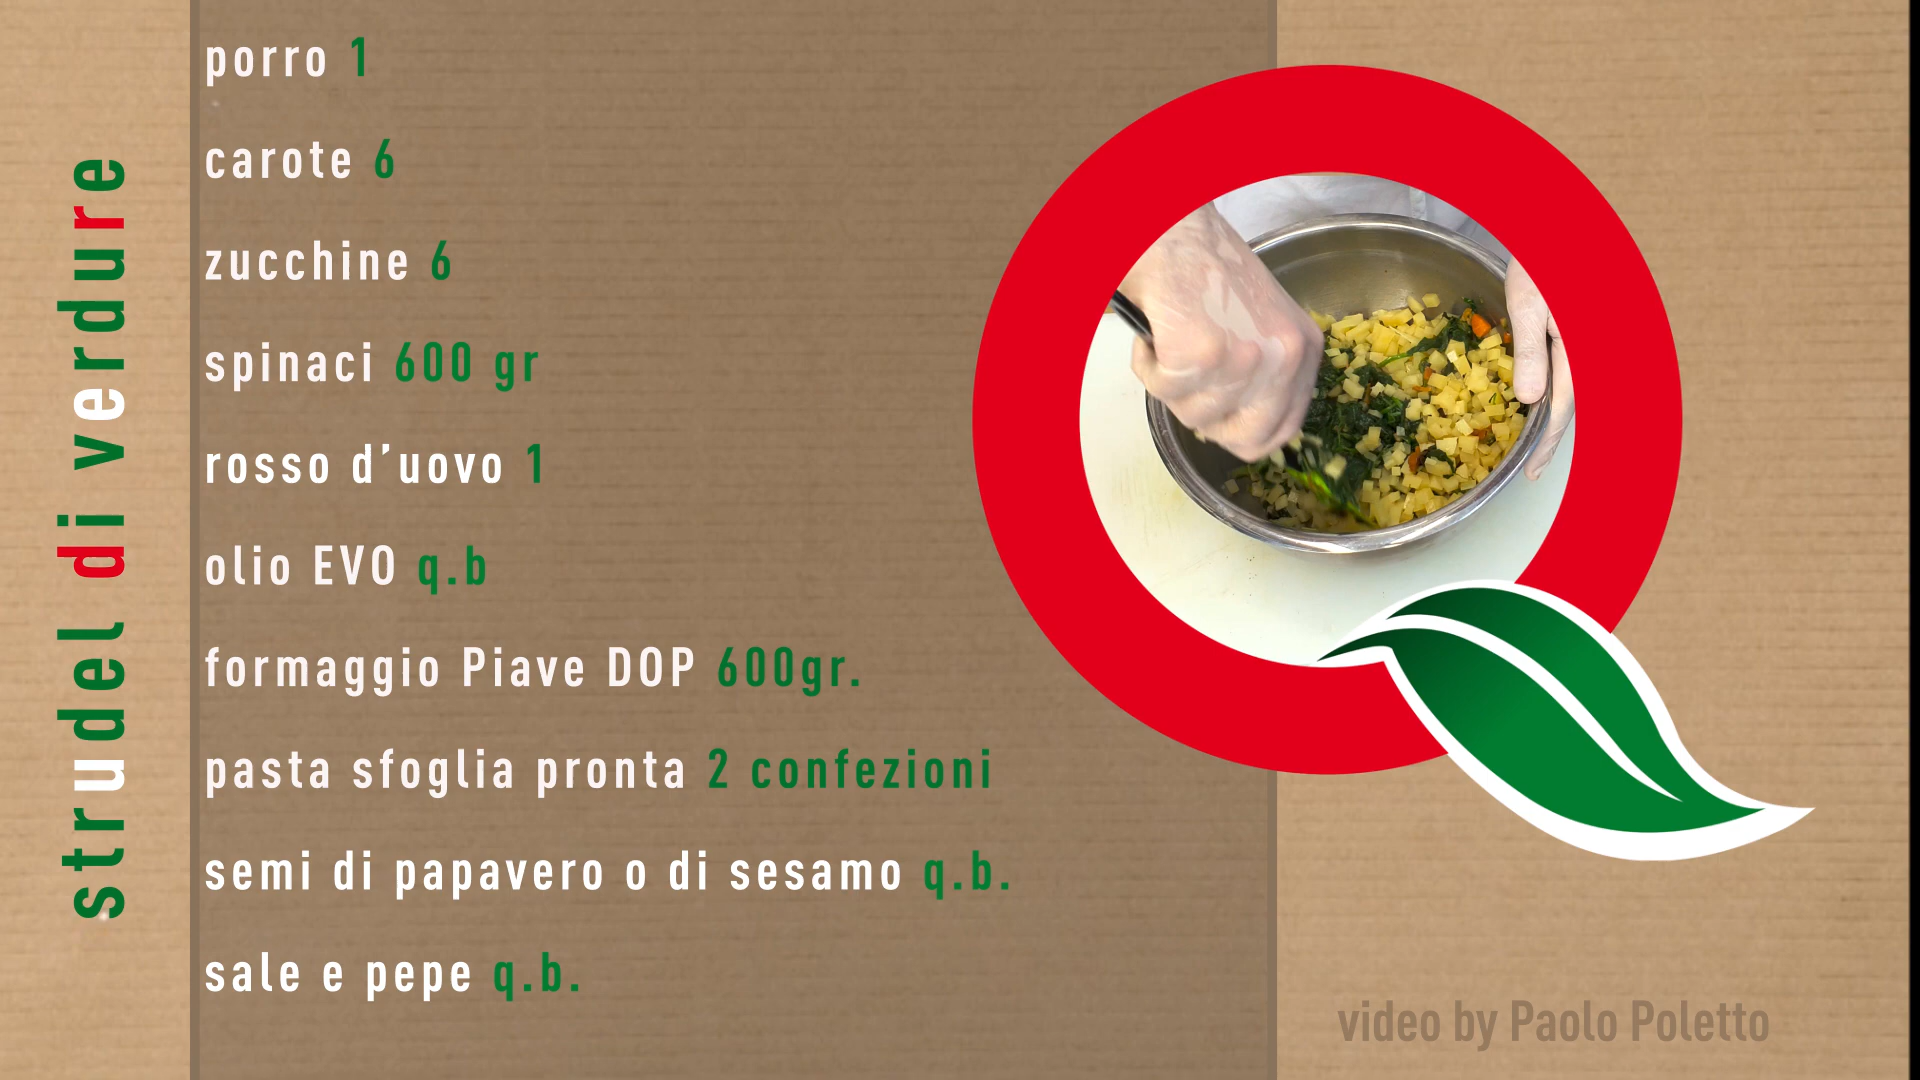 strudel di verdure
porro 1
carote 6
zucchine 6
spinaci 600 gr
rosso d’uovo 1
olio EVO q.b
formaggio Piave DOP 600gr.
pasta sfoglia pronta 2 confezioni
semi di papavero o di sesamo q.b.
sale e pepe q.b.
video by Paolo Poletto